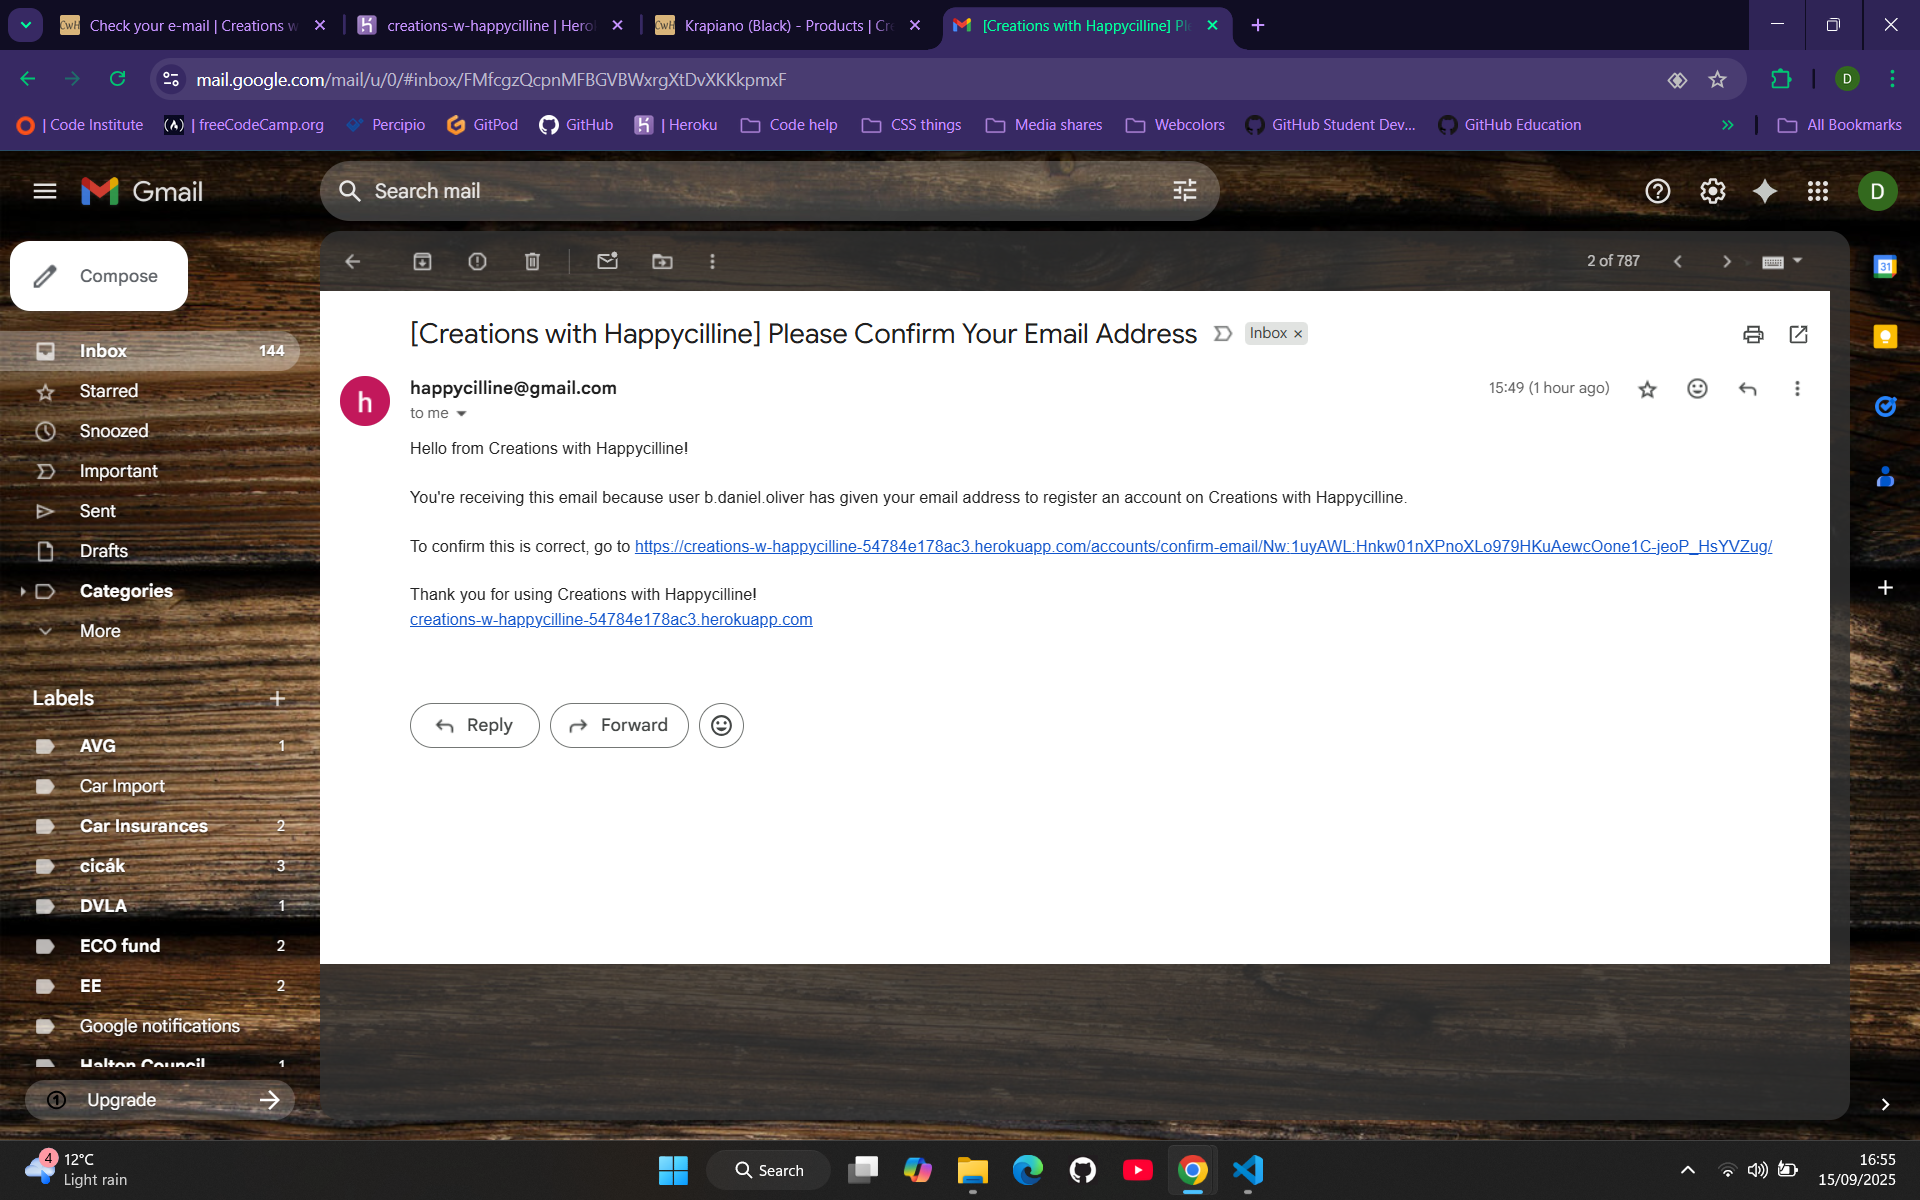 Check your e-mail | Creations w
creations-w-happycilline | Hero
Krapiano (Black) - Products | Cr
[Creations with Happycilline] Pl
mail.google.com/mail/u/0/#inbox/FMfcgzQcpnMFBGVBWxrgXtDvXKKkpmxF
D
| Code Institute
| freeCodeCamp.org
Percipio
GitPod
GitHub
| Heroku
Code help
CSS things
Media shares
Webcolors
GitHub Student Dev...
GitHub Education
All Bookmarks
Gmail
Search mail
D
Compose
2 of 787
Inbox 144
Starred
Snoozed
Important
Sent
Drafts
Categories
More
Labels
AVG 1
Car Import
Car Insurances 2
cicák 3
DVLA 1
ECO fund 2
EE 2
Google notifications
Halton Council 1
Upgrade
[Creations with Happycilline] Please Confirm Your Email Address
Inbox
h
happycilline@gmail.com
15:49 (1 hour ago)
to me
Hello from Creations with Happycilline!
You're receiving this email because user b.daniel.oliver has given your email address to register an account on Creations with Happycilline.
To confirm this is correct, go to https://creations-w-happycilline-54784e178ac3.herokuapp.com/accounts/confirm-email/Nw:1uyAWL:Hnkw01nXPnoXLo979HKuAewcOone1C-jeoP_HsYVZug/
Thank you for using Creations with Happycilline!
creations-w-happycilline-54784e178ac3.herokuapp.com
Reply
Forward
31
4
12°C
Light rain
Search
16:55
15/09/2025